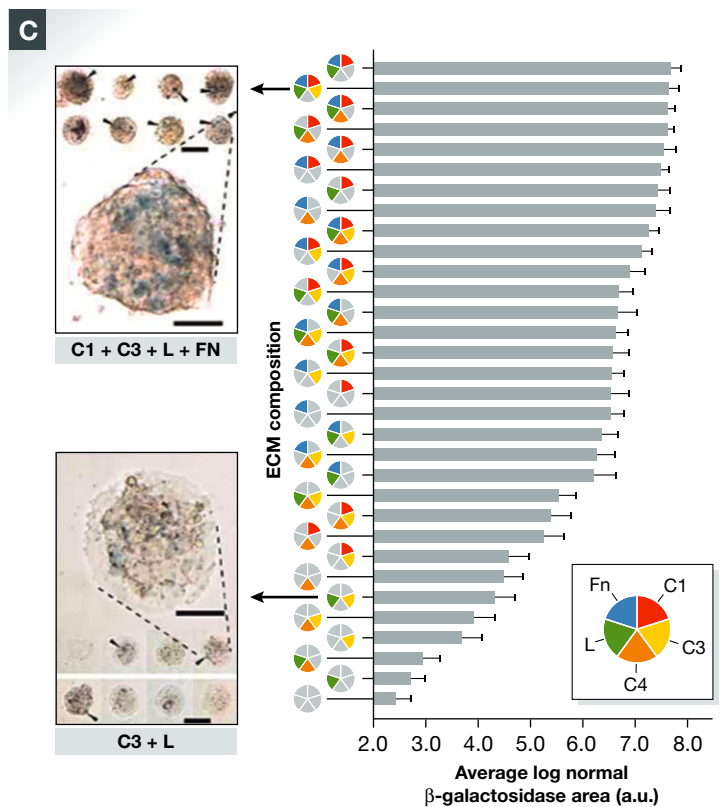 C
C1 + C3 + L + FN
C3 + L
ECM composition
Fn
C1
L
C3
C4
2.0 3.0 4.0 5.0 6.0 7.0 8.0
Average log normal
β-galactosidase area (a.u.)